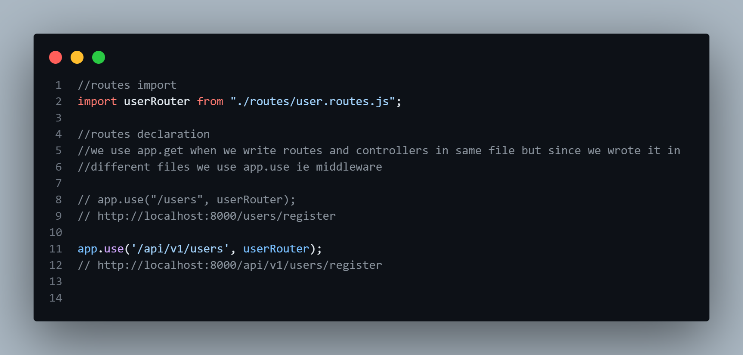 1 //routes import
2 import userRouter from "./routes/user.routes.js";
3
4 //routes declaration
5 //we use app.get when we write routes and controllers in same file but since we wrote it in
6 //different files we use app.use ie middleware
7
8 // app.use("/users", userRouter);
9 // http://localhost:8000/users/register
10
11 app.use('/api/v1/users', userRouter);
12 // http://localhost:8000/api/v1/users/register
13
14